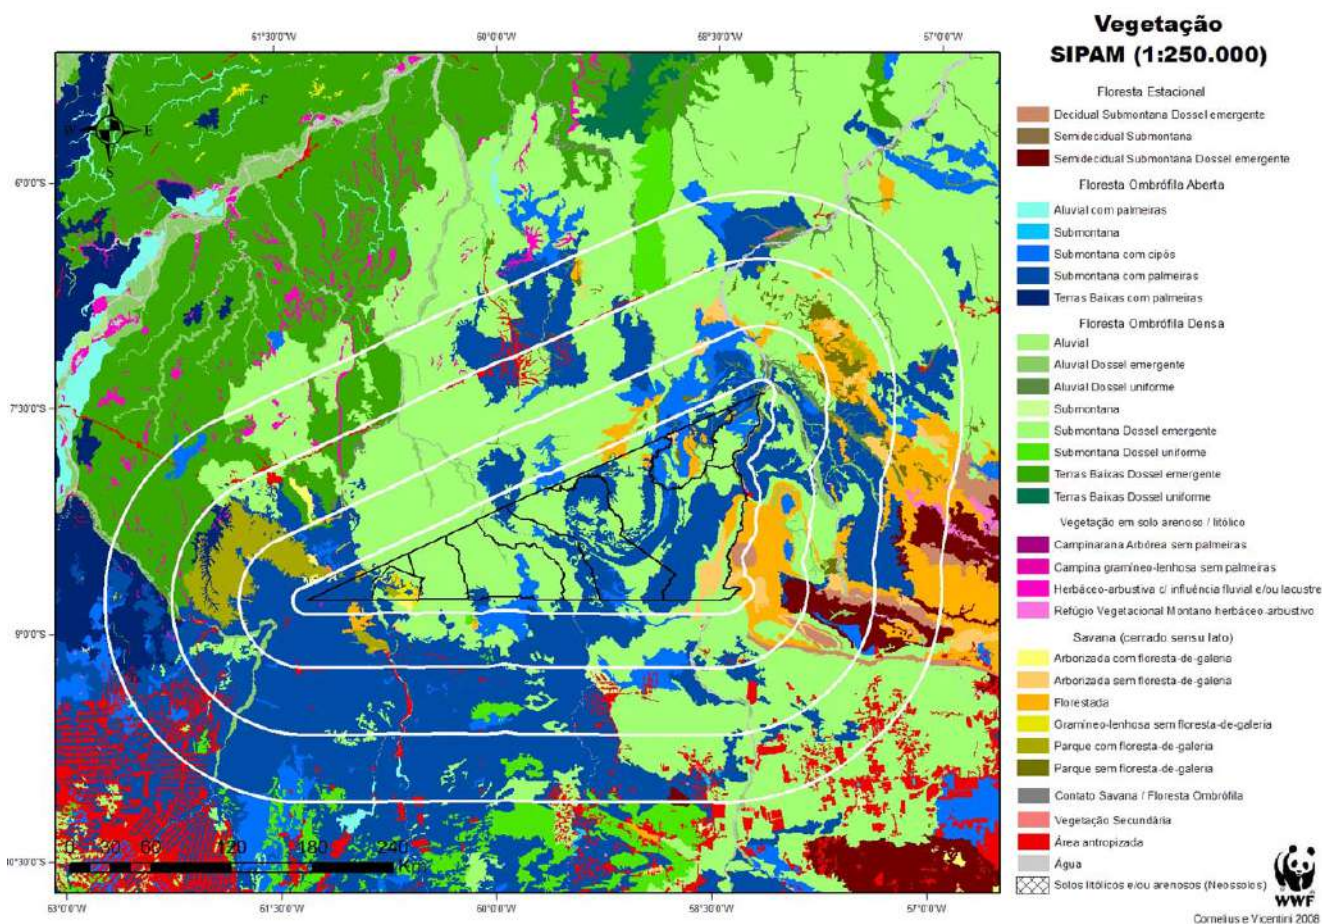 Vegetação
SIPAM (1:250.000)
61°30'0"W
60°0'0"W
58°30'0"W
57°0'0"W
N
E
S
6°0'0"S
7°30'0"S
9°0'0"S
10°30'0"S
0 30 60 120 180 240
Km
63°0'0"W
61°30'0"W
60°0'0"W
58°30'0"W
57°0'0"W
Floresta Estacional
Decidual Submontana Dossel emergente
Semidecidual Submontana
Semidecidual Submontana Dossel emergente
Floresta Ombrófila Aberta
Aluvial com palmeiras
Submontana
Submontana com cipós
Submontana com palmeiras
Terras Baixas com palmeiras
Floresta Ombrófila Densa
Aluvial
Aluvial Dossel emergente
Aluvial Dossel uniforme
Submontana
Submontana Dossel emergente
Submontana Dossel uniforme
Terras Baixas Dossel emergente
Terras Baixas Dossel uniforme
Vegetação em solo arenoso / litólico
Campinarana Arbórea sem palmeiras
Campina gramíneo-lenhosa sem palmeiras
Herbáceo-arbustiva c/ influência fluvial e/ou lacustre
Refúgio Vegetacional Montano herbáceo-arbustivo
Savana (cerrado sensu lato)
Arborizada com floresta-de-galeria
Arborizada sem floresta-de-galeria
Florestada
Gramíneo-lenhosa sem floresta-de-galeria
Parque com floresta-de-galeria
Parque sem floresta-de-galeria
Contato Savana / Floresta Ombrófila
Vegetação Secundária
Área antropizada
Água
Solos litólicos e/ou arenosos (Neossolos)
WWF
Cornelius e Vicentini 2008